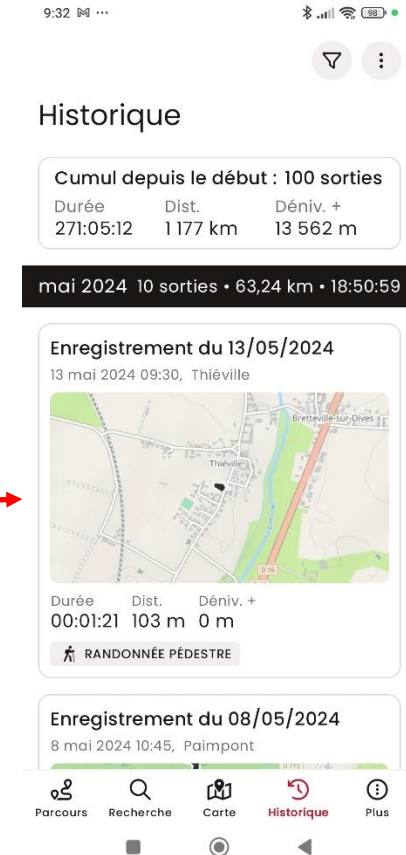 9:32 ... 98
Historique
Cumul depuis le début : 100 sorties
Durée Dist. Déniv. +
271:05:12 1 177 km 13 562 m
mai 2024 10 sorties • 63,24 km • 18:50:59
Enregistrement du 13/05/2024
13 mai 2024 09:30, Thiéville
Bretteville-sur-Dives
Thiéville
D 16
Durée Dist. Déniv. +
00:01:21 103 m 0 m
RANDONNÉE PÉDESTRE
Enregistrement du 08/05/2024
8 mai 2024 10:45, Paimpont
Parcours Recherche Carte Historique Plus